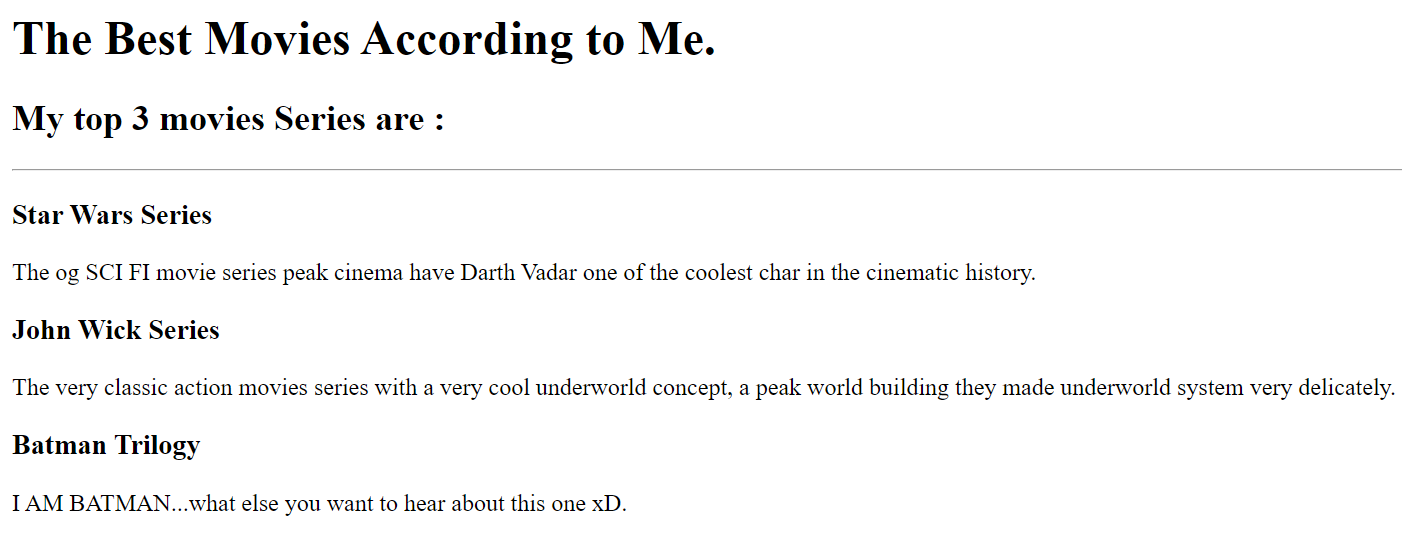 The Best Movies According to Me.
My top 3 movies Series are :
Star Wars Series
The og SCI FI movie series peak cinema have Darth Vadar one of the coolest char in the cinematic history.
John Wick Series
The very classic action movies series with a very cool underworld concept, a peak world building they made underworld system very delicately.
Batman Trilogy
I AM BATMAN...what else you want to hear about this one xD.